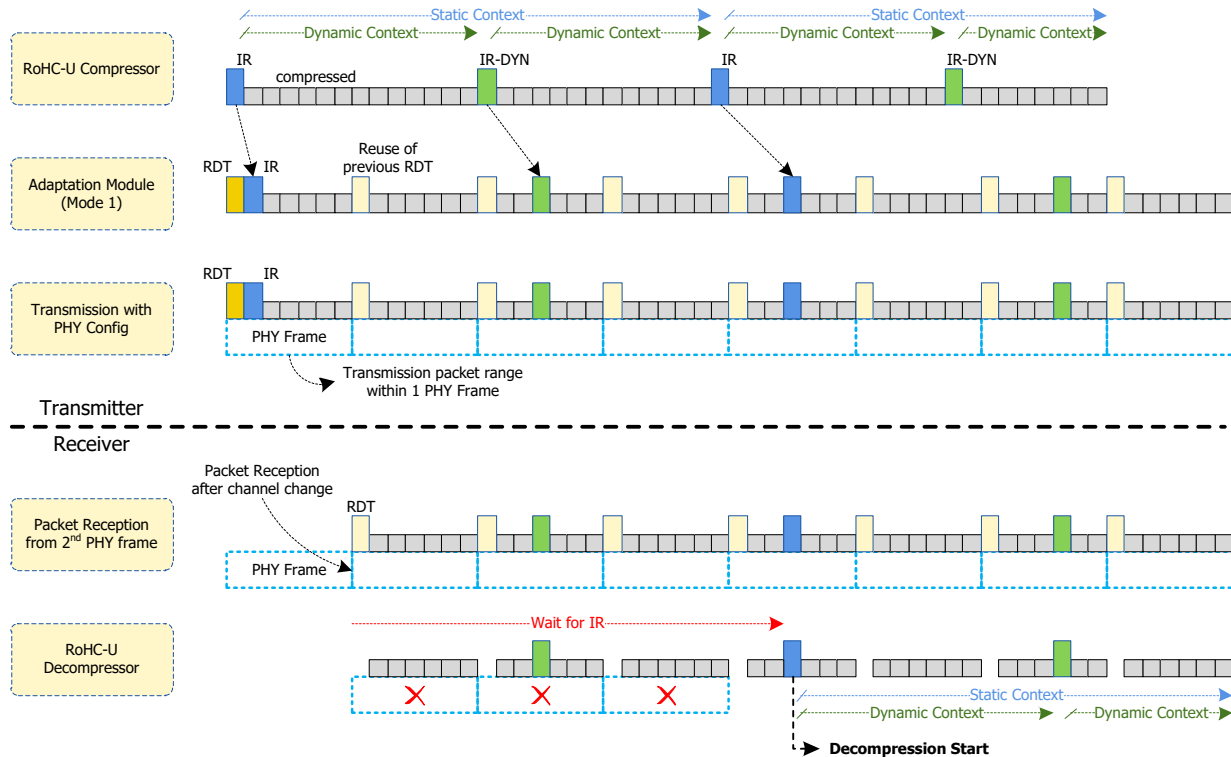 Static Context
Static Context
Dynamic Context
Dynamic Context
Dynamic Context
Dynamic Context
RoHC-U Compressor
IR
compressed
IR-DYN
IR
IR-DYN
Adaptation Module
(Mode 1)
RDT
IR
Reuse of
previous RDT
Transmission with
PHY Config
RDT
IR
PHY Frame
Transmission packet range
within 1 PHY Frame
Transmitter
Receiver
Packet Reception
after channel change
Packet Reception
from 2nd PHY frame
RDT
PHY Frame
RoHC-U
Decompressor
Wait for IR
Static Context
Dynamic Context
Dynamic Context
Decompression Start